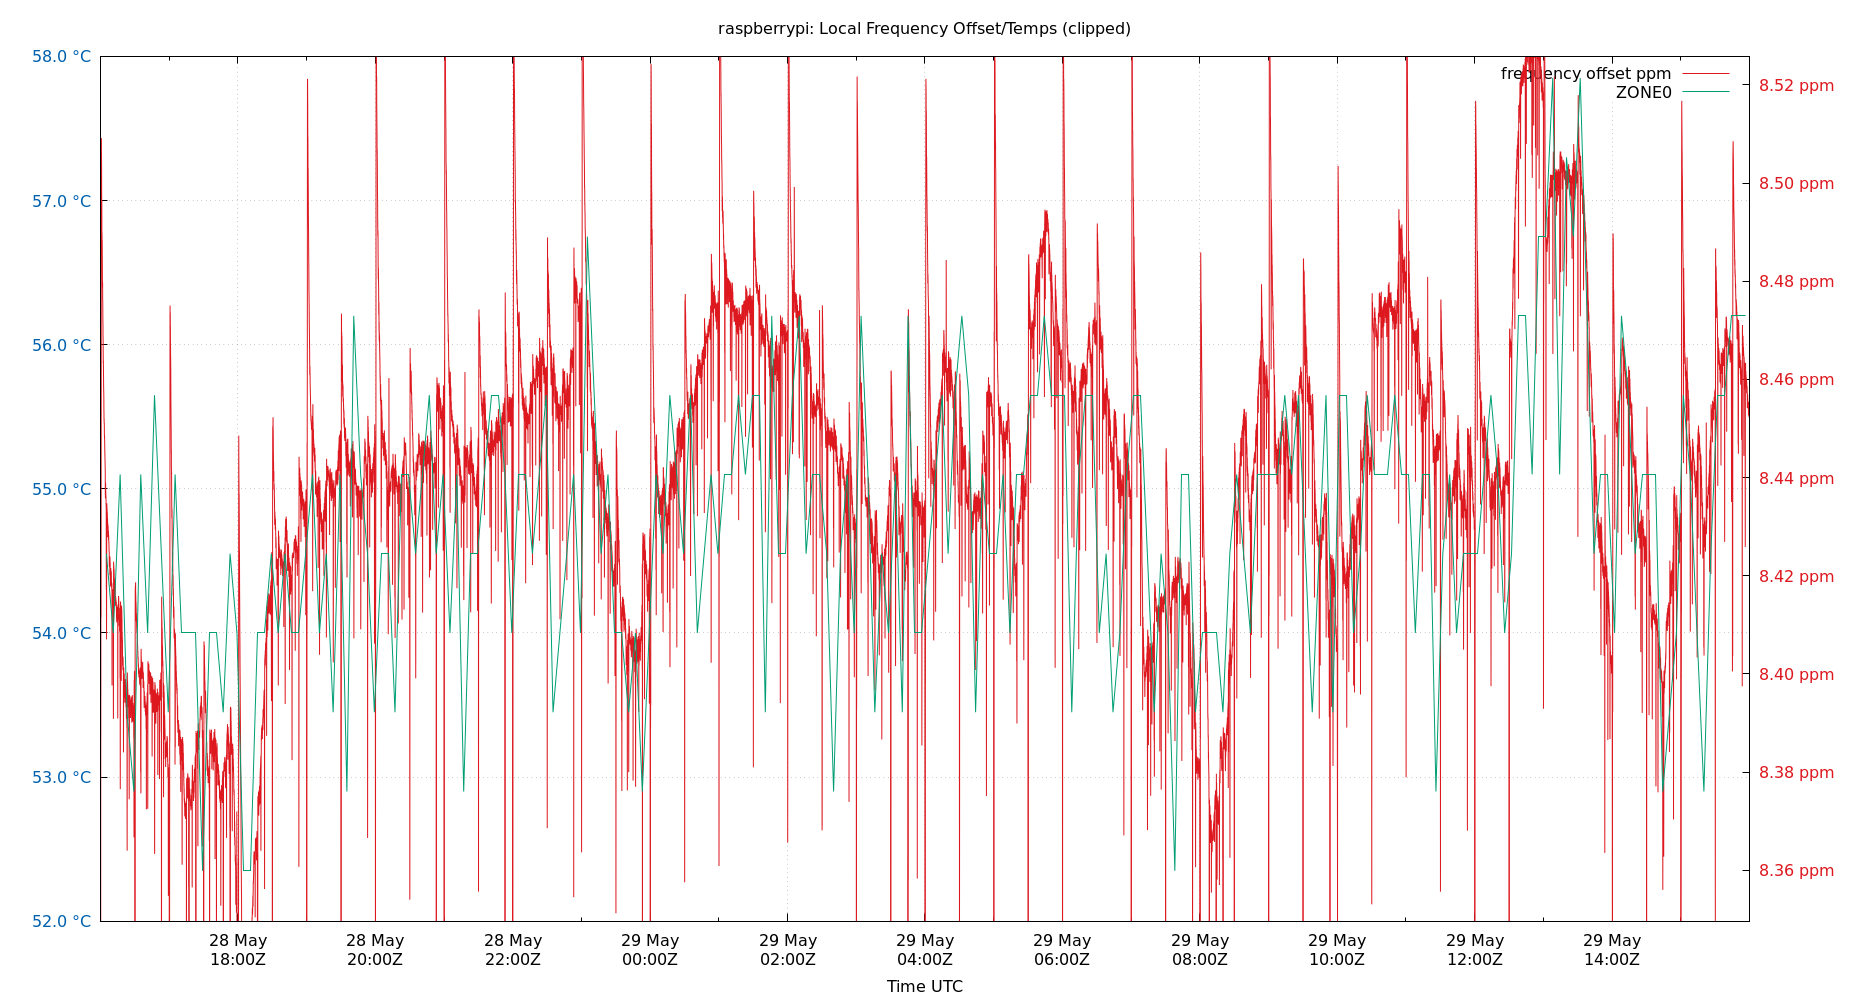 raspberrypi: Local Frequency Offset/Temps (clipped)
58.0 °C
57.0 °C
56.0 °C
55.0 °C
54.0 °C
53.0 °C
52.0 °C
frequency offset ppm
ZONE0
8.52 ppm
8.50 ppm
8.48 ppm
8.46 ppm
8.44 ppm
8.42 ppm
8.40 ppm
8.38 ppm
8.36 ppm
28 May
18:00Z
28 May
20:00Z
28 May
22:00Z
29 May
00:00Z
29 May
02:00Z
29 May
04:00Z
29 May
06:00Z
29 May
08:00Z
29 May
10:00Z
29 May
12:00Z
29 May
14:00Z
Time UTC